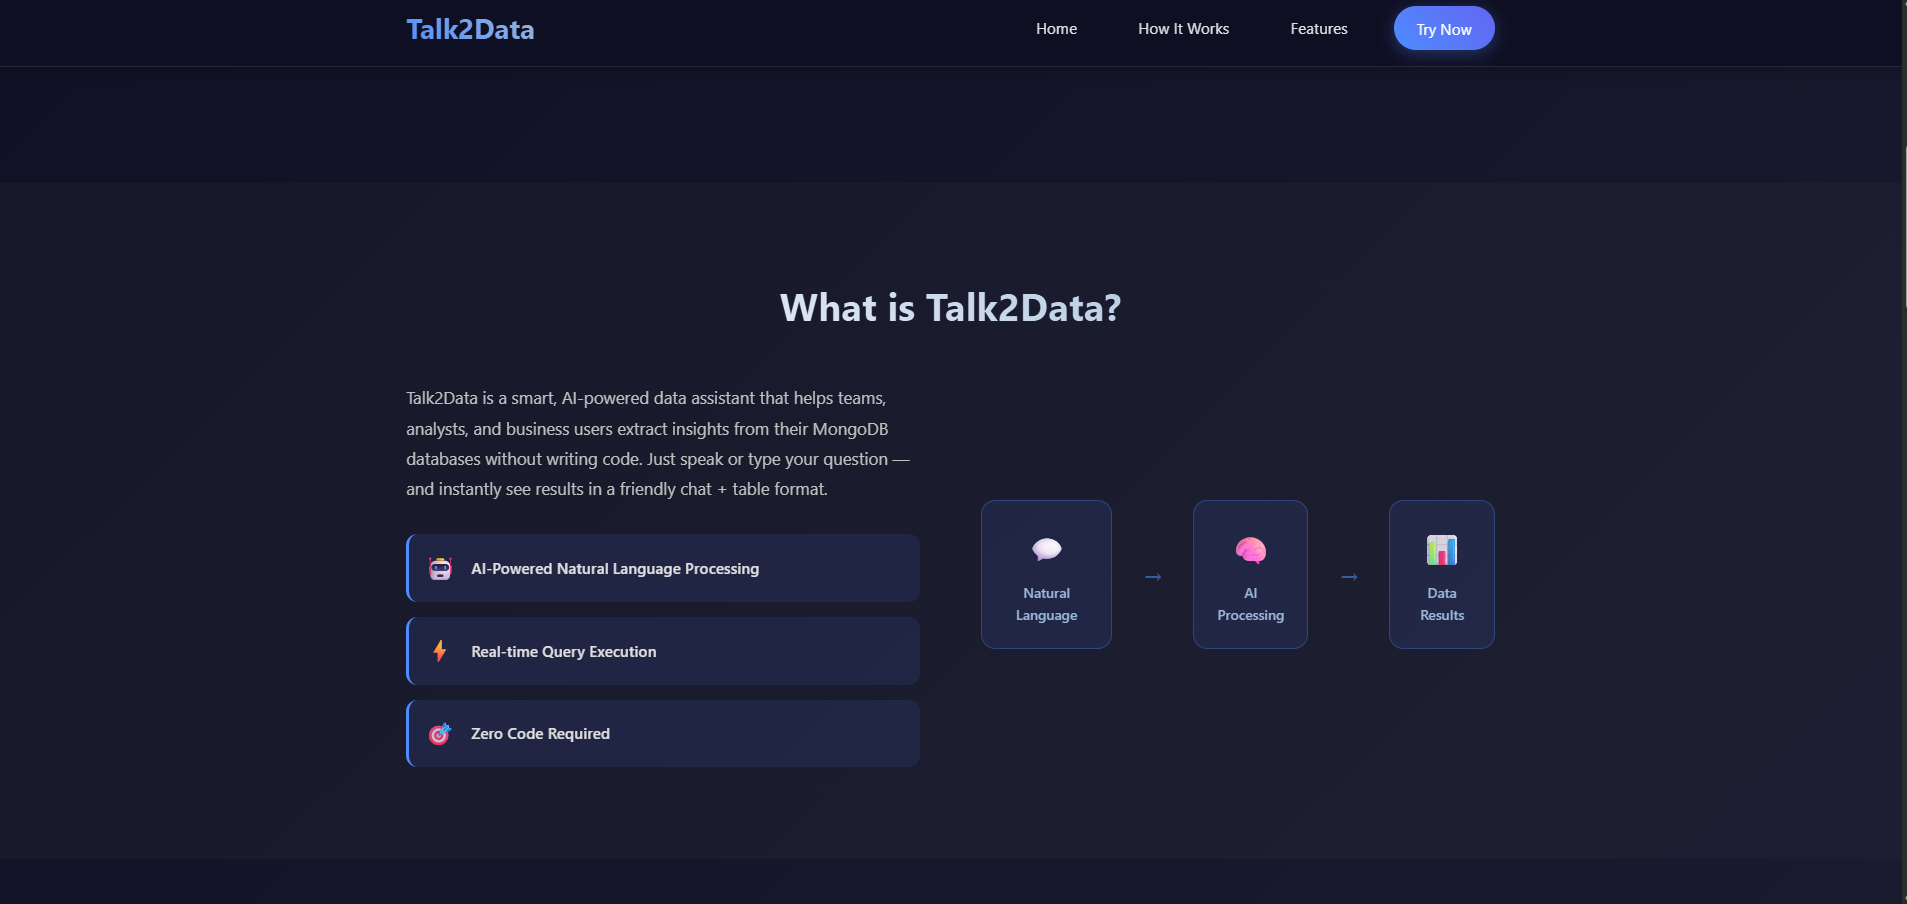 Talk2Data
Home
How It Works
Features
Try Now
What is Talk2Data?
Talk2Data is a smart, AI-powered data assistant that helps teams,
analysts, and business users extract insights from their MongoDB
databases without writing code. Just speak or type your question —
and instantly see results in a friendly chat + table format.
AI-Powered Natural Language Processing
Real-time Query Execution
Zero Code Required
Natural
Language
→
AI
Processing
→
Data
Results